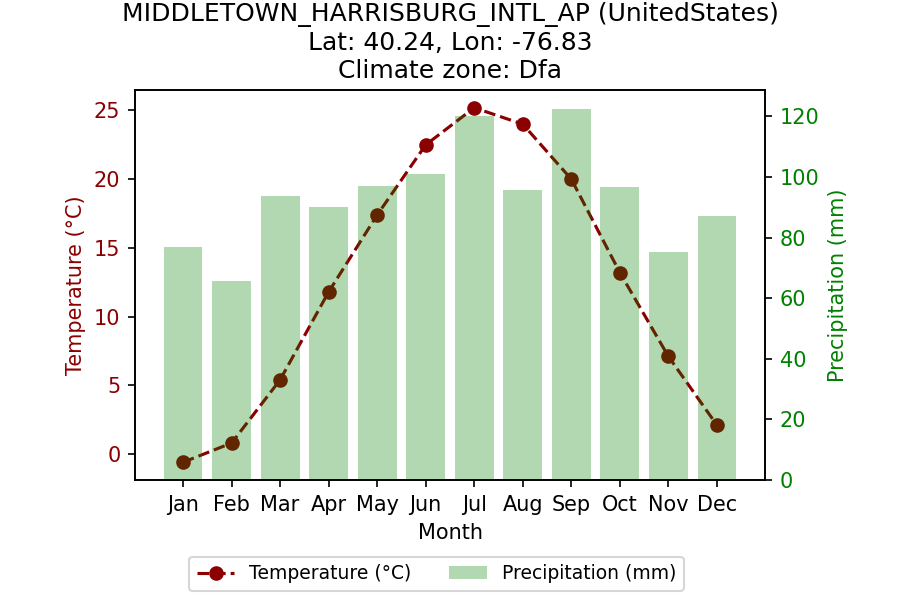 MIDDLETOWN_HARRISBURG_INTL_AP (UnitedStates)
Lat: 40.24, Lon: -76.83
Climate zone: Dfa
Temperature (°C)
25
20
15
10
5
0
Precipitation (mm)
120
100
80
60
40
20
0
Jan Feb Mar Apr May Jun Jul Aug Sep Oct Nov Dec
Month
Temperature (°C) Precipitation (mm)